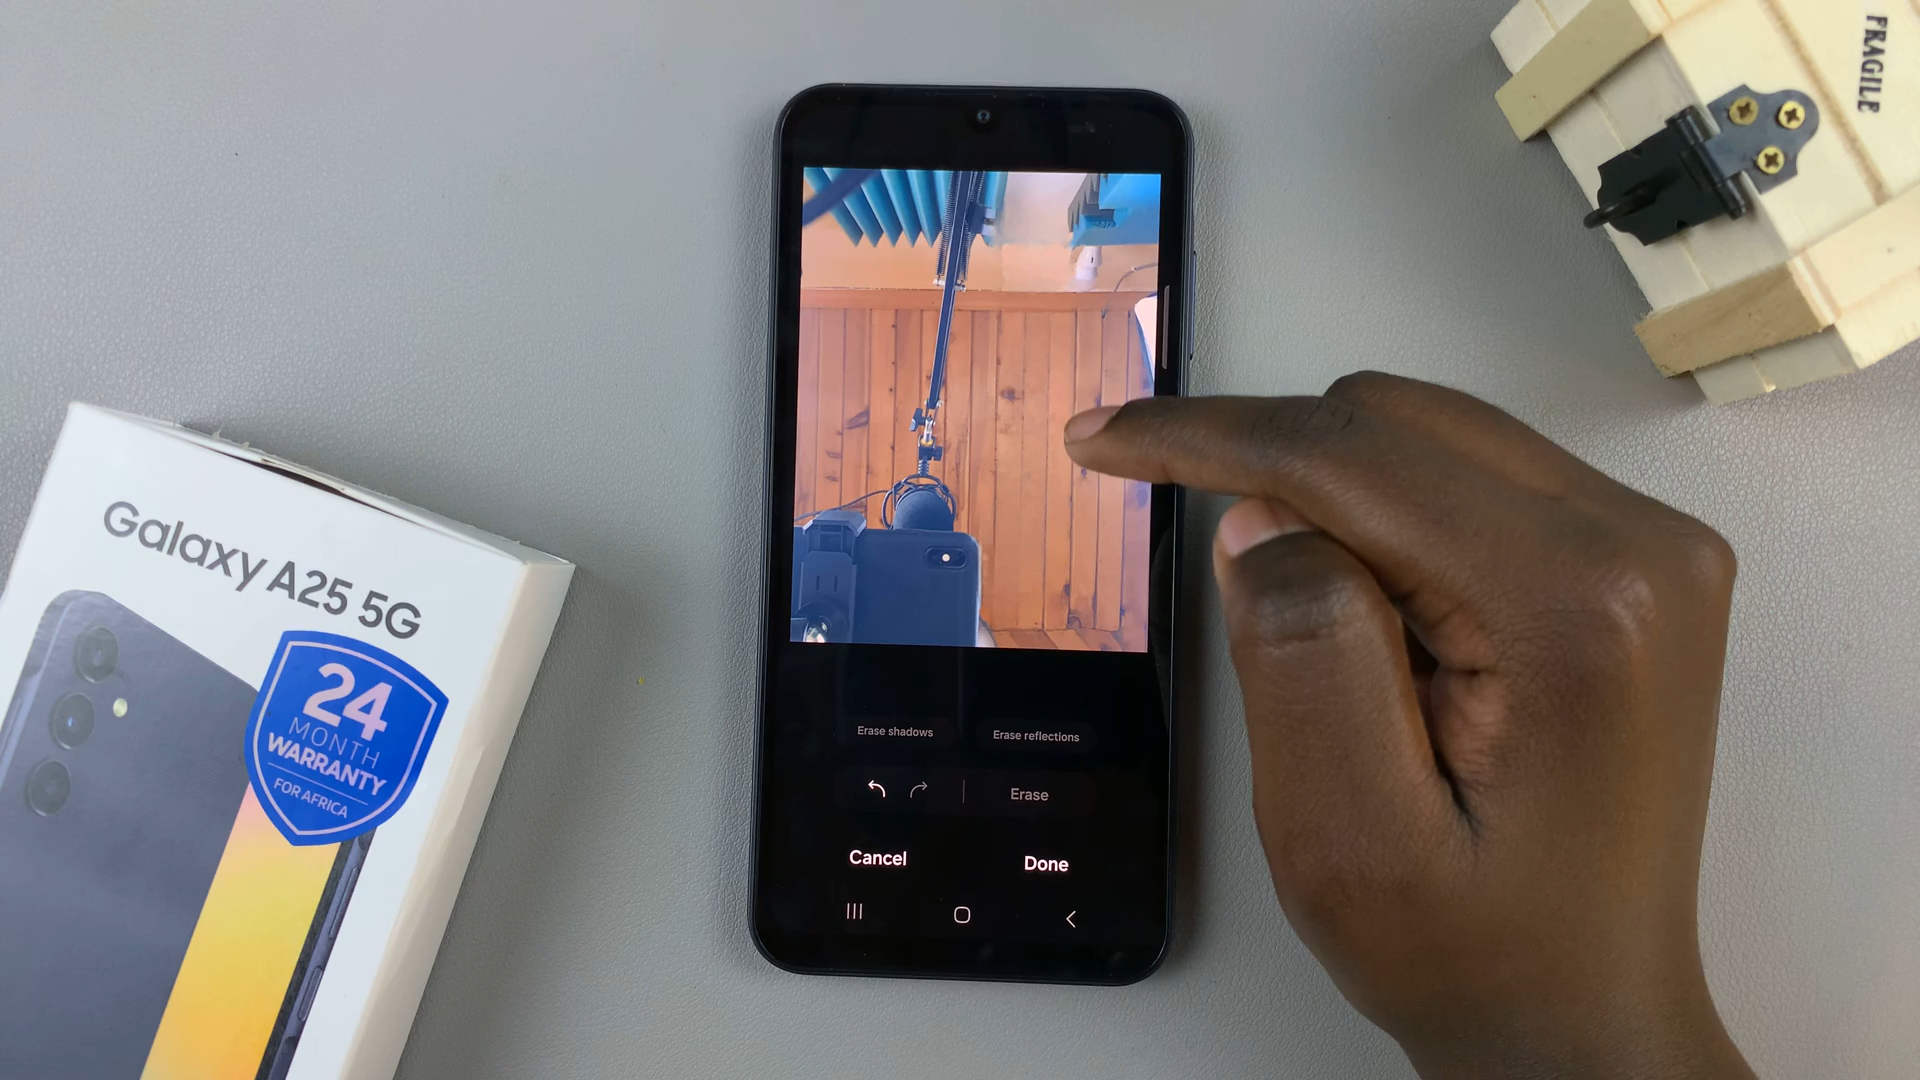 FRAGILE
Galaxy A25 5G
24
MONTH
WARRANTY
FOR AFRICA
Erase shadows
Erase reflections
Erase
Cancel
Done